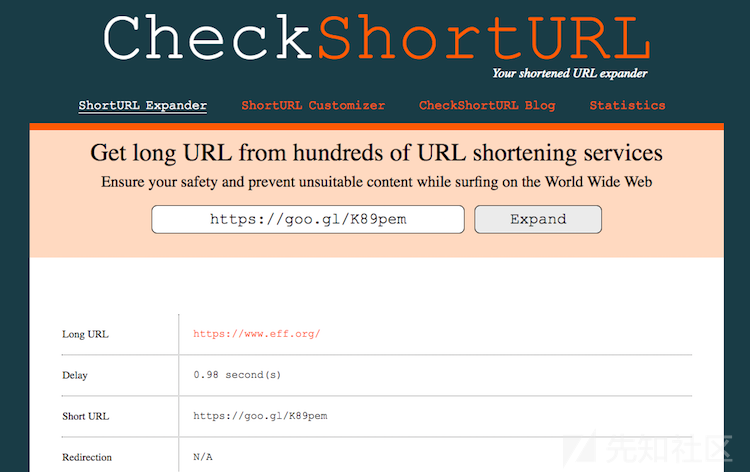 CheckShortURL
Your shortened URL expander
ShortURL Expander ShortURL Customizer CheckShortURL Blog Statistics
Get long URL from hundreds of URL shortening services
Ensure your safety and prevent unsuitable content while surfing on the World Wide Web
https://goo.gl/K89pem Expand
Long URL https://www.eff.org/
Delay 0.98 second(s)
Short URL https://goo.gl/K89pem
Redirection N/A
先知社区